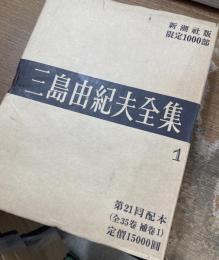 新潮社版
限定1000部
三島由紀夫全集
1
第21回配本
(全35巻 補巻1)
定價15000圓